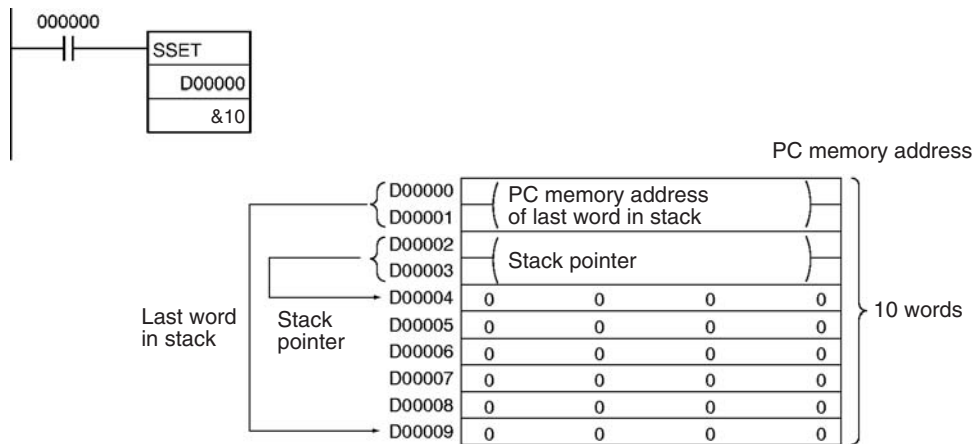 000000
SSET
D00000
&10
PC memory address
D00000
D00001
PC memory address
of last word in stack
D00002
D00003
Stack pointer
D00004 0 0 0 0
D00005 0 0 0 0
D00006 0 0 0 0
D00007 0 0 0 0
D00008 0 0 0 0
D00009 0 0 0 0
Last word
in stack
Stack
pointer
10 words